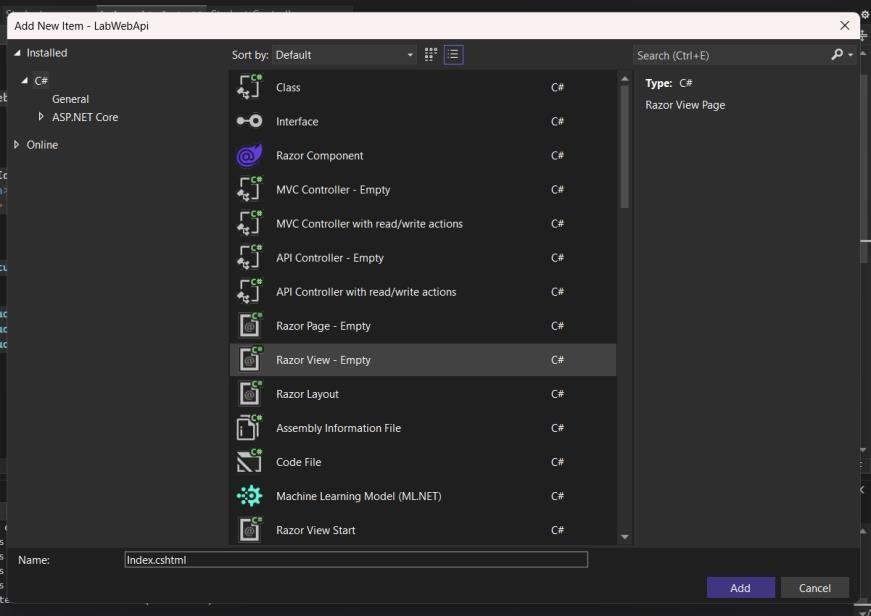 Add New Item - LabWebApi
Installed
C#
General
ASP.NET Core
Online
Sort by: Default
Class C#
Interface C#
Razor Component C#
MVC Controller - Empty C#
MVC Controller with read/write actions C#
API Controller - Empty C#
API Controller with read/write actions C#
Razor Page - Empty C#
Razor View - Empty C#
Razor Layout C#
Assembly Information File C#
Code File C#
Machine Learning Model (ML.NET) C#
Razor View Start C#
Search (Ctrl+E)
Type: C#
Razor View Page
Name: Index.cshtml
Add Cancel